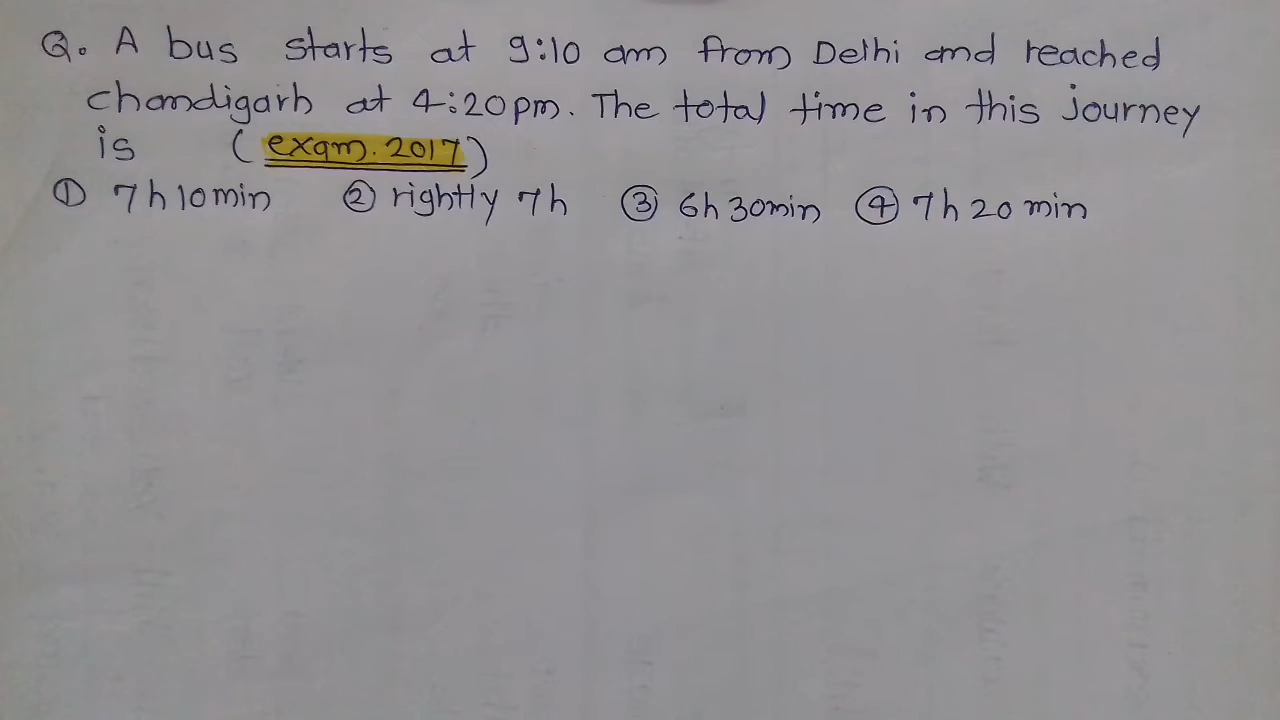 Q. A bus starts at 9:10 am from Delhi and reached
chandigarh at 4:20pm. The total time in this journey
is (exam. 2017)
① 7h 10min ② rightly 7h ③ 6h 30min ④ 7h 20 min